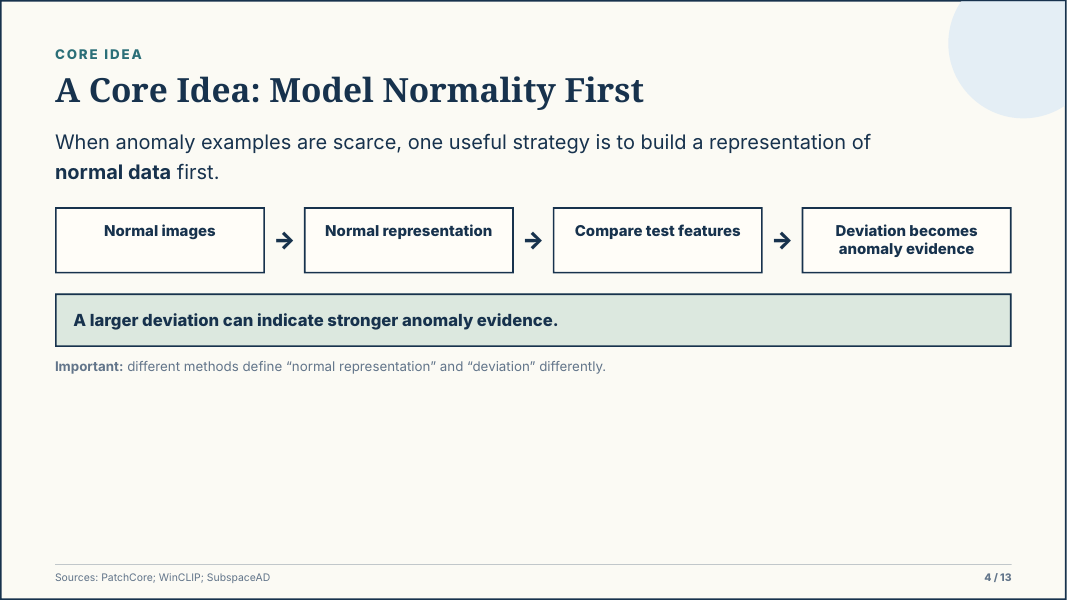 CORE IDEA
A Core Idea: Model Normality First
When anomaly examples are scarce, one useful strategy is to build a representation of
normal data first.
Normal images
Normal representation
Compare test features
Deviation becomes
anomaly evidence
A larger deviation can indicate stronger anomaly evidence.
Important: different methods define “normal representation” and “deviation” differently.
Sources: PatchCore; WinCLIP; SubspaceAD
4 / 13